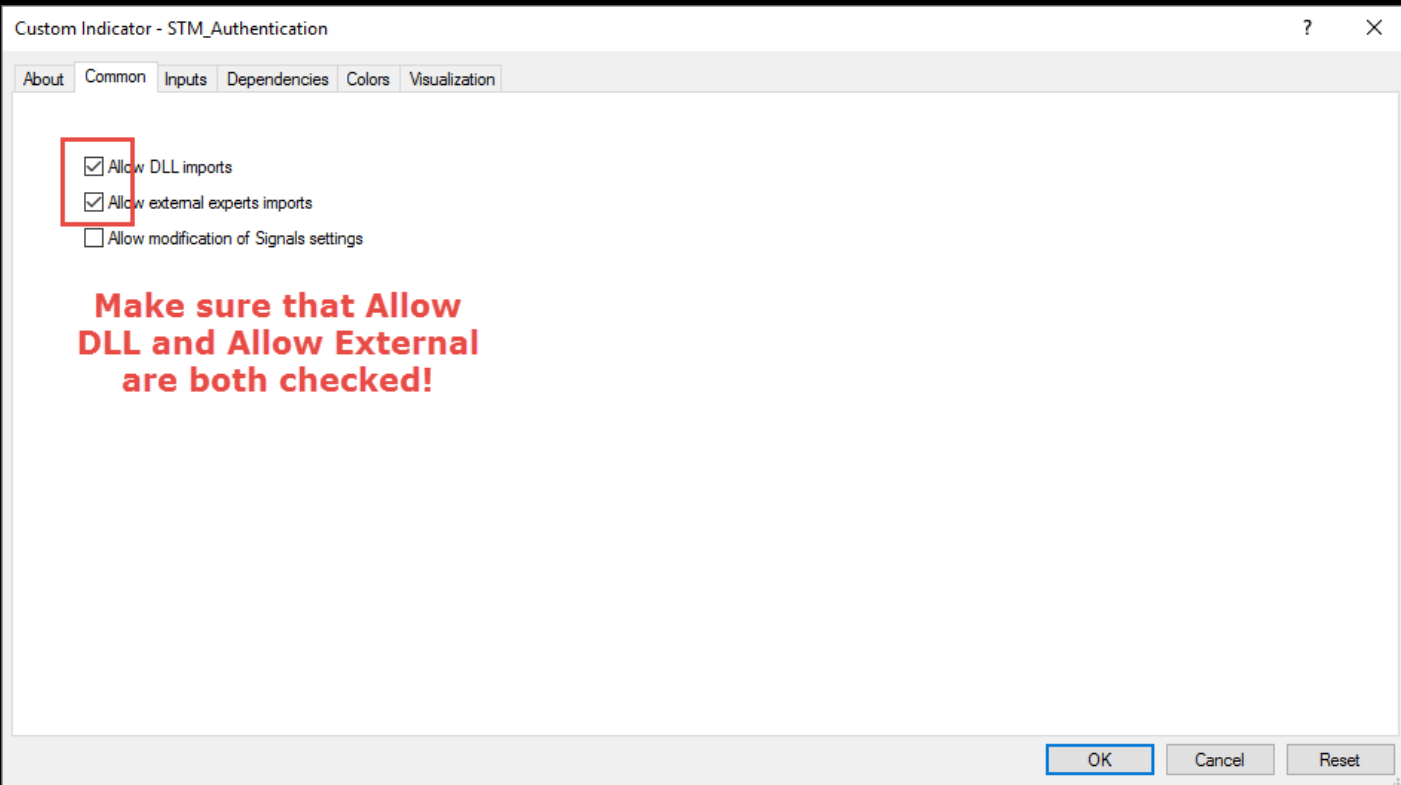 Custom Indicator - STM_Authentication
?
About Common Inputs Dependencies Colors Visualization
Allow DLL imports
Allow external experts imports
Allow modification of Signals settings
Make sure that Allow
DLL and Allow External
are both checked!
OK Cancel Reset